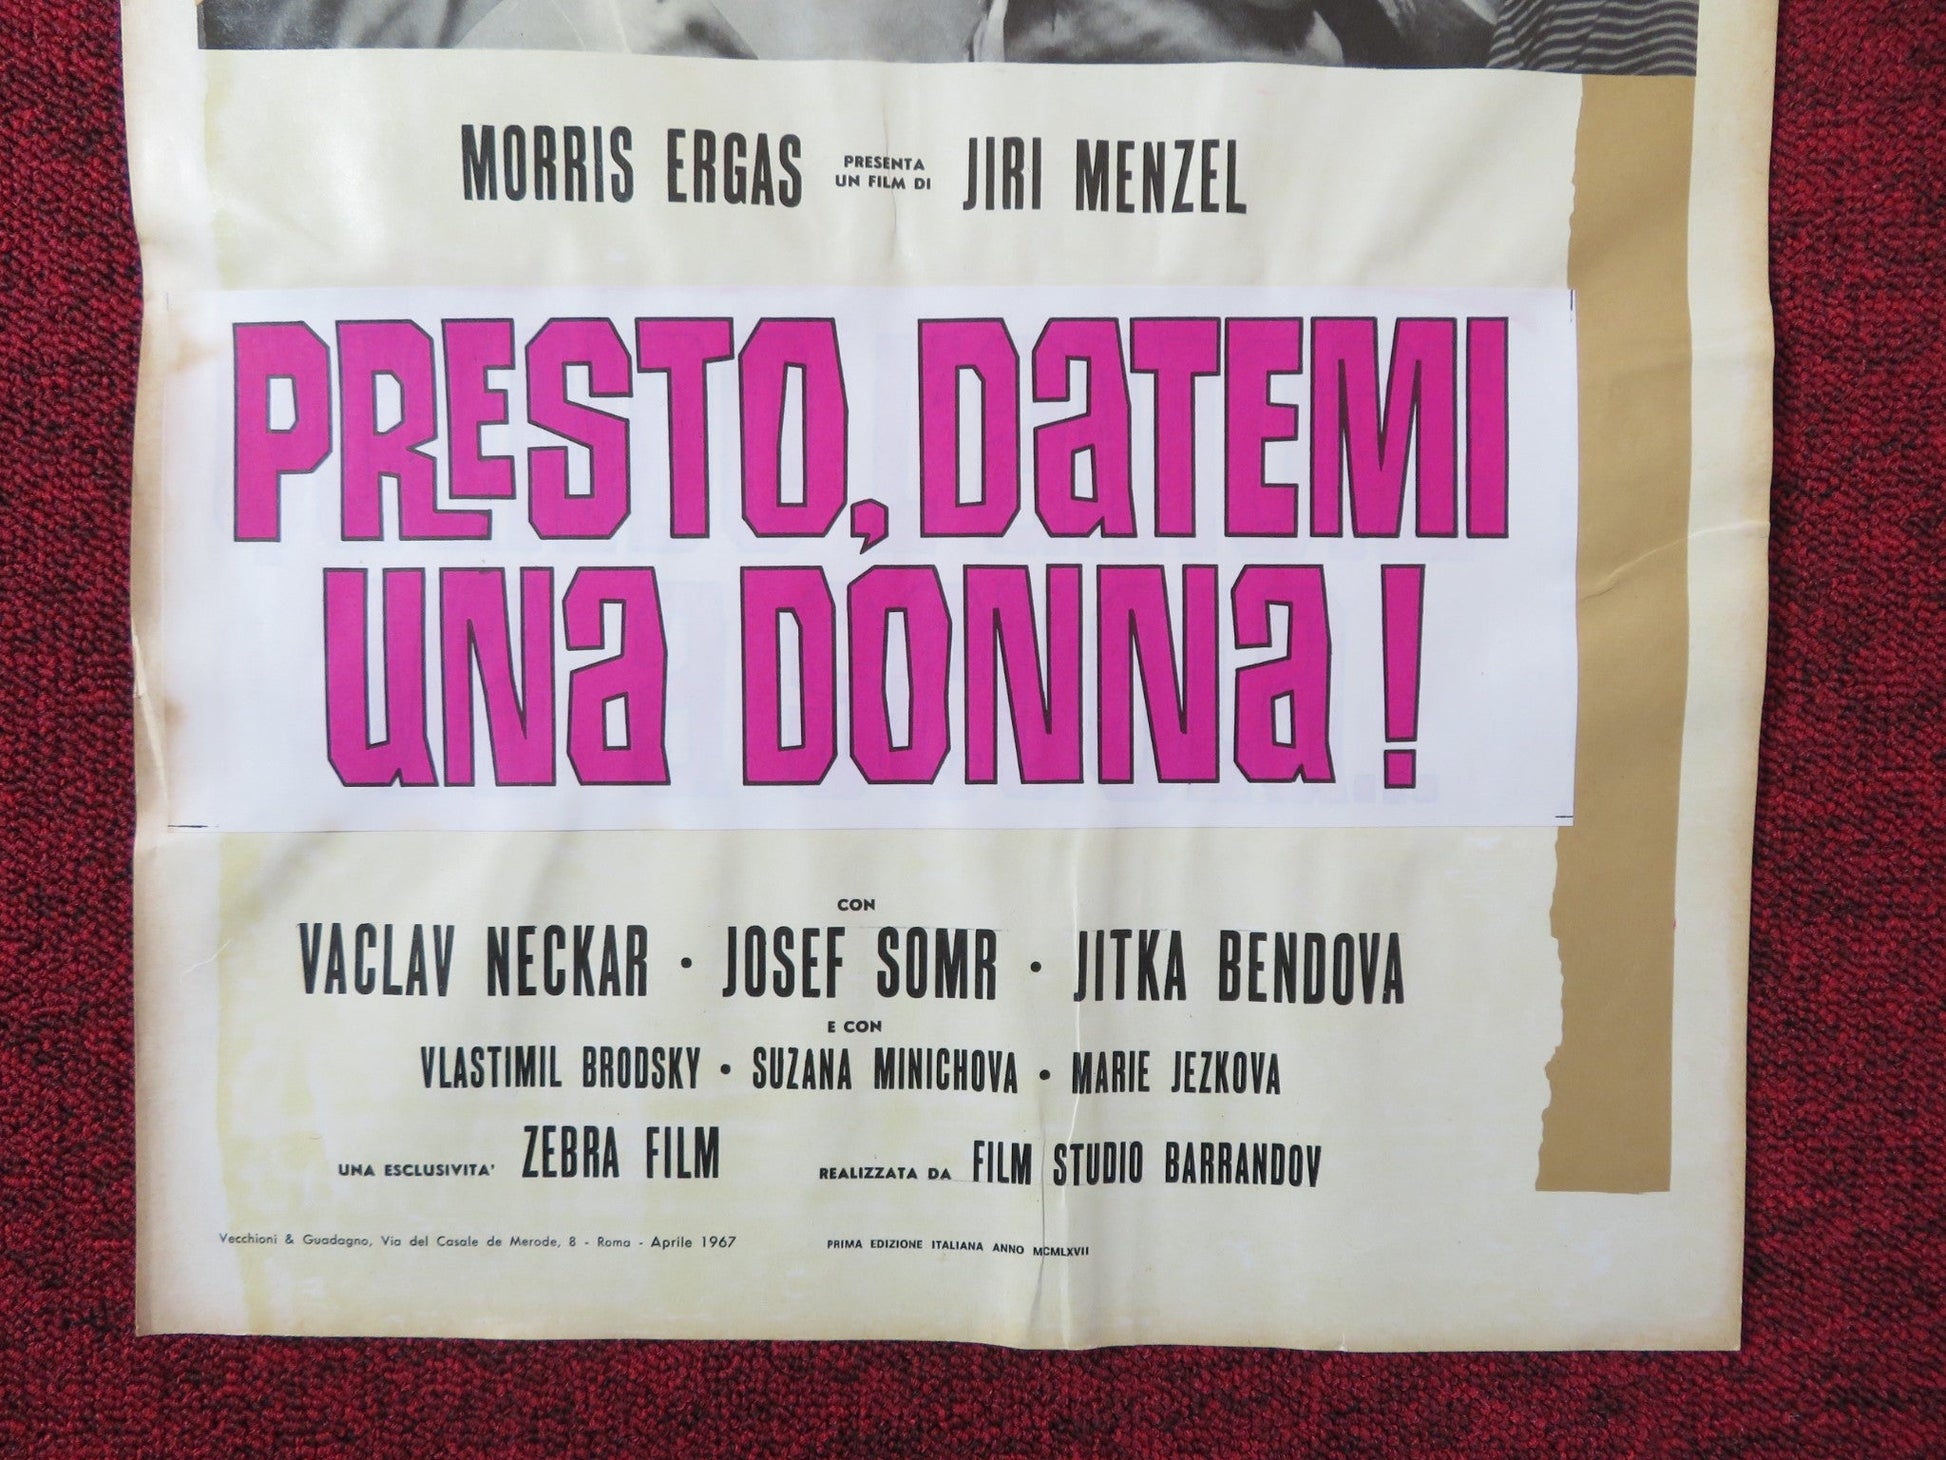 MORRIS ERGAS PRESENTA UN FILM DI JIRI MENZEL
PRESTO, DATEMI
UNA DONNA!
CON
VACLAV NECKAR • JOSEF SOMR • JITKA BENDOVA
E CON
VLASTIMIL BRODSKY • SUZANA MINICHOVA • MARIE JEZKOVA
UNA ESCLUSIVITA' ZEBRA FILM REALIZZATA DA FILM STUDIO BARRANDOV
Vecchioni & Guadagno, Via del Casale de Merode, 8 - Roma - Aprile 1967 PRIMA EDIZIONE ITALIANA ANNO MCMLXVII